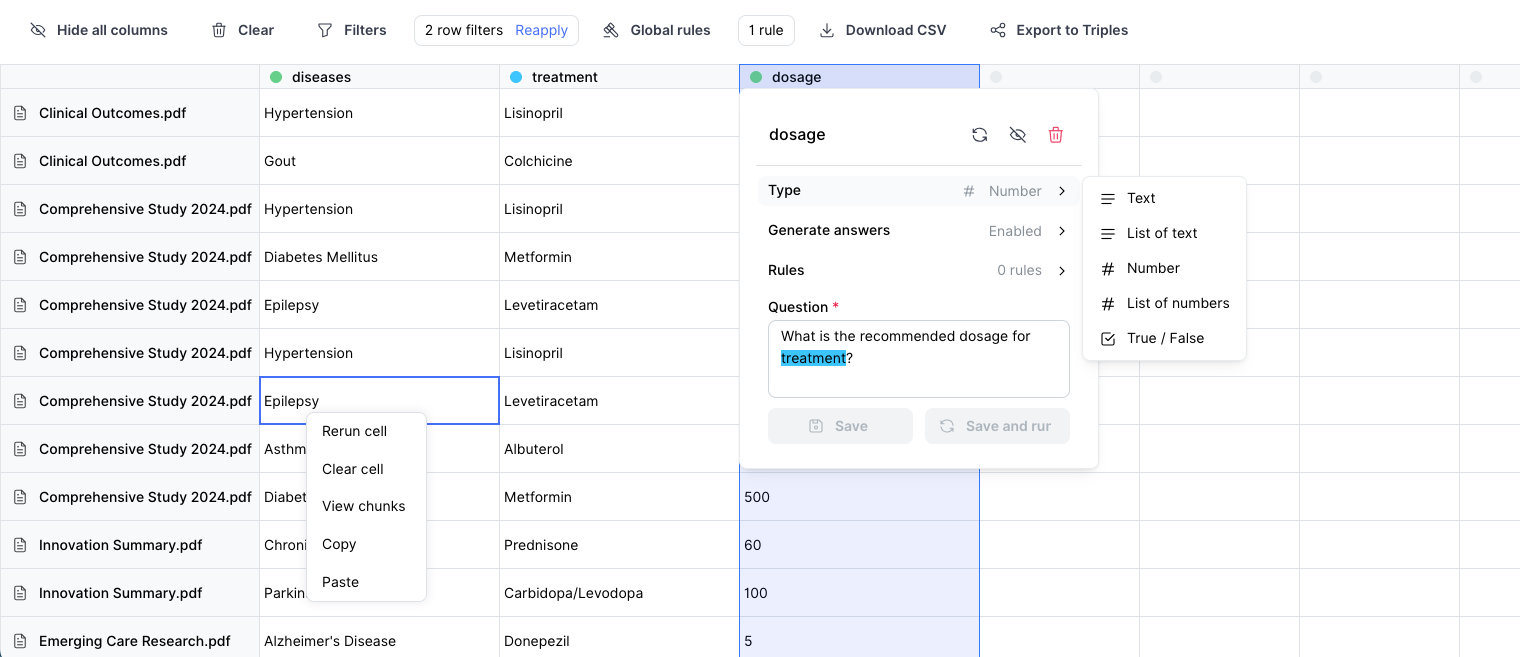 Hide all columns Clear Filters 2 row filters Reapply Global rules 1 rule Download CSV Export to Triples
diseases treatment dosage
Clinical Outcomes.pdf Hypertension Lisinopril
Clinical Outcomes.pdf Gout Colchicine
Comprehensive Study 2024.pdf Hypertension Lisinopril
Comprehensive Study 2024.pdf Diabetes Mellitus Metformin
Comprehensive Study 2024.pdf Epilepsy Levetiracetam
Comprehensive Study 2024.pdf Hypertension Lisinopril
Comprehensive Study 2024.pdf Epilepsy Levetiracetam
Comprehensive Study 2024.pdf Asthm Albuterol
Comprehensive Study 2024.pdf Diabet Metformin 500
Innovation Summary.pdf Chroni Prednisone 60
Innovation Summary.pdf Parkin Carbidopa/Levodopa 100
Emerging Care Research.pdf Alzheimer's Disease Donepezil 5
Rerun cell
Clear cell
View chunks
Copy
Paste
dosage
Type # Number
Generate answers Enabled
Rules 0 rules
Question *
What is the recommended dosage for
treatment?
Save Save and rur
Text
List of text
# Number
# List of numbers
True / False